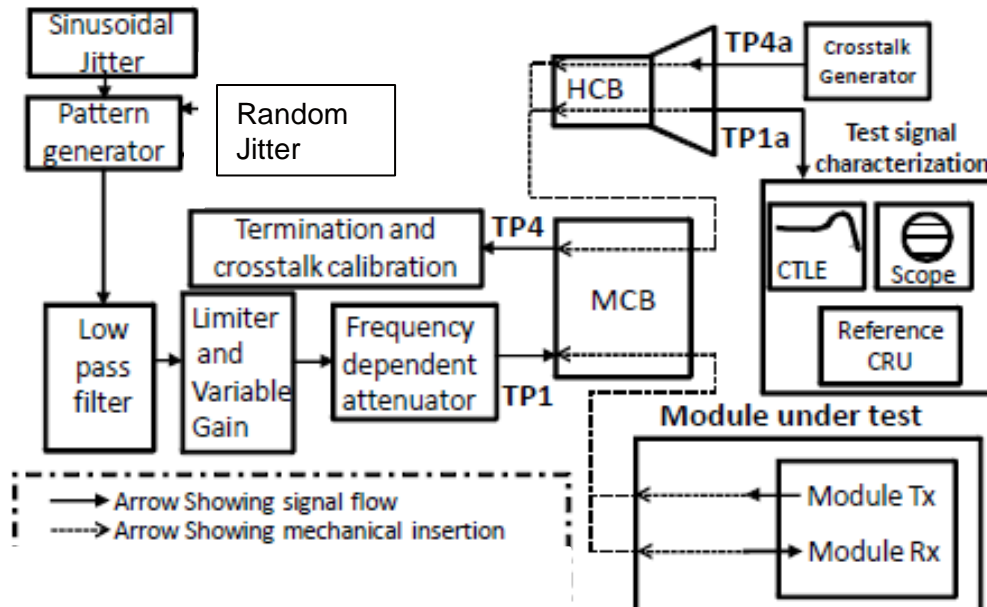 Sinusoidal
Jitter
Pattern
generator
Random
Jitter
TP4a
Crosstalk
Generator
HCB
TP1a
Test signal
characterization
CTLE
Scope
Reference
CRU
Termination and
crosstalk calibration
TP4
MCB
Low
pass
filter
Limiter
and
Variable
Gain
Frequency
dependent
attenuator
TP1
Module under test
Module Tx
Module Rx
Arrow Showing signal flow
Arrow Showing mechanical insertion